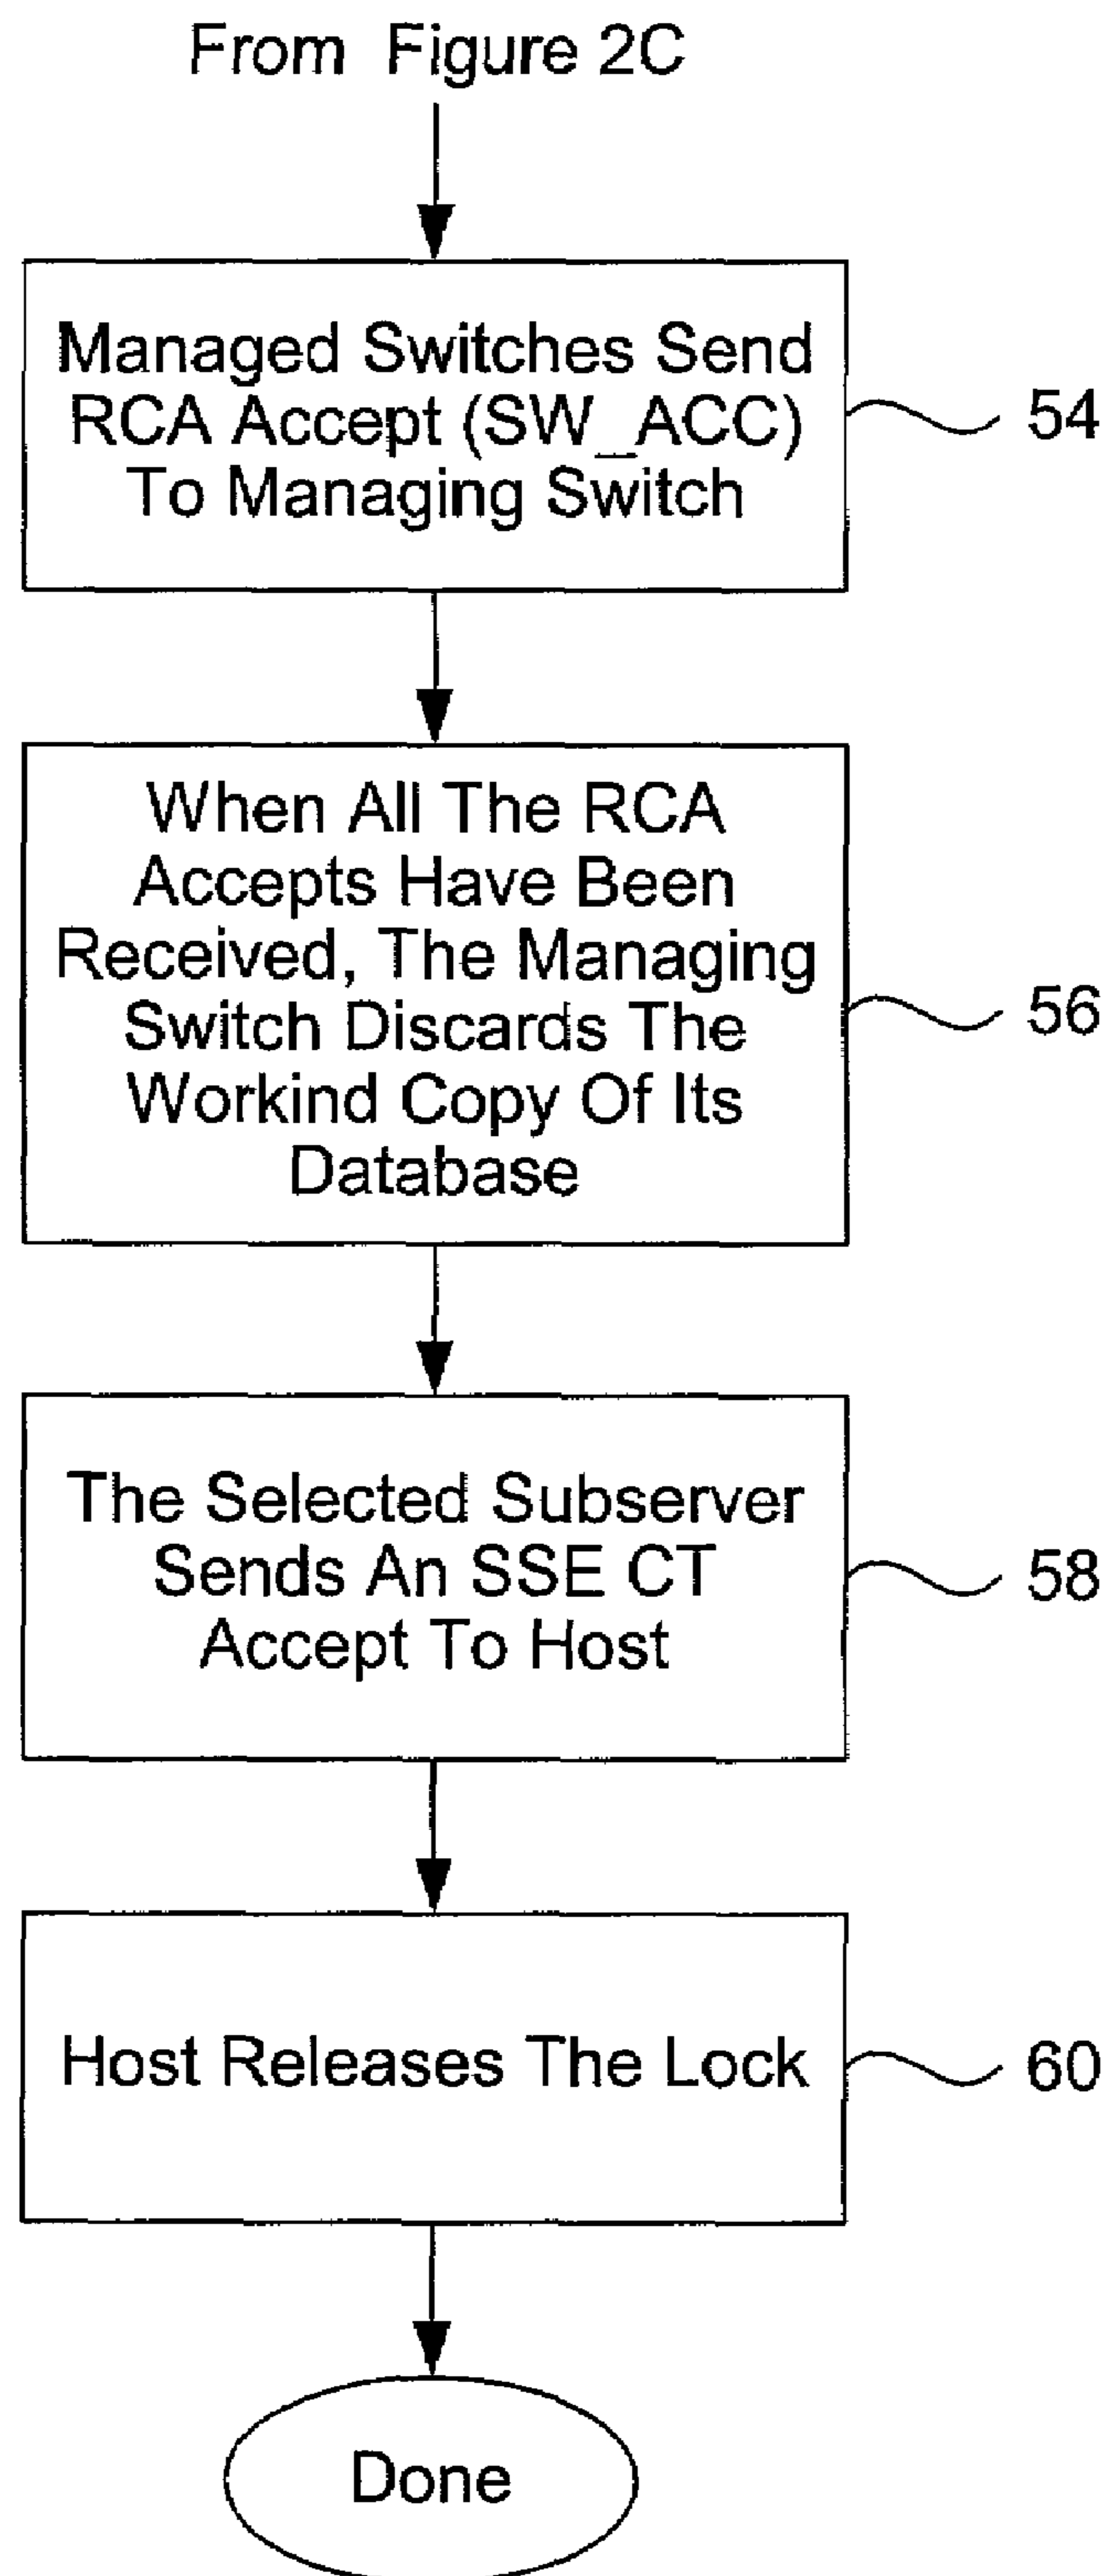 From Figure 2C
Managed Switches Send
RCA Accept (SW_ACC)
To Managing Switch
54
When All The RCA
Accepts Have Been
Received, The Managing
Switch Discards The
Workind Copy Of Its
Database
56
The Selected Subserver
Sends An SSE CT
Accept To Host
58
Host Releases The Lock
60
Done